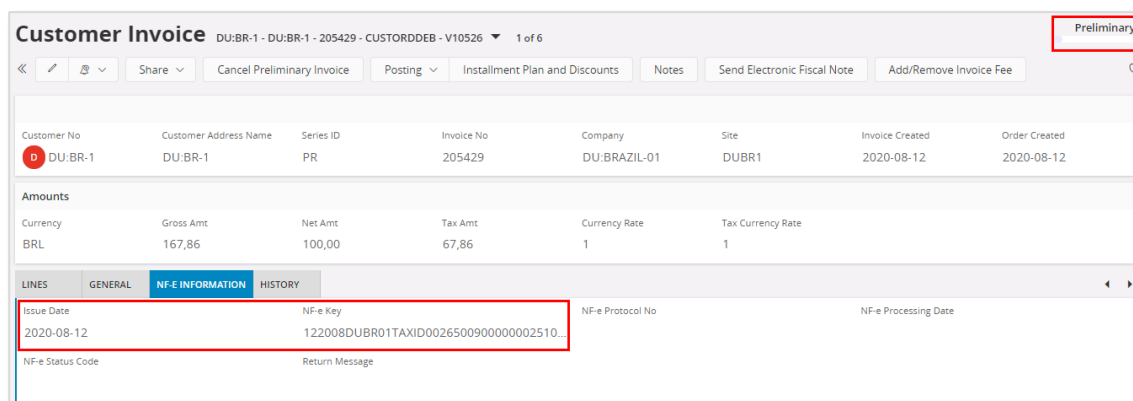 Customer Invoice DU:BR-1 - DU:BR-1 - 205429 - CUSTORDDEB - V10526 1 of 6
Preliminary
Share Cancel Preliminary Invoice Posting Installment Plan and Discounts Notes Send Electronic Fiscal Note Add/Remove Invoice Fee
Customer No Customer Address Name Series ID Invoice No Company Site Invoice Created Order Created
D DU:BR-1 DU:BR-1 PR 205429 DU:BRAZIL-01 DUBR1 2020-08-12 2020-08-12
Amounts
Currency Gross Amt Net Amt Tax Amt Currency Rate Tax Currency Rate
BRL 167,86 100,00 67,86 1 1
LINES GENERAL NF-E INFORMATION HISTORY
Issue Date NF-e Key NF-e Protocol No NF-e Processing Date
2020-08-12 122008DUBR01TAXID0026500900000002510...
NF-e Status Code Return Message